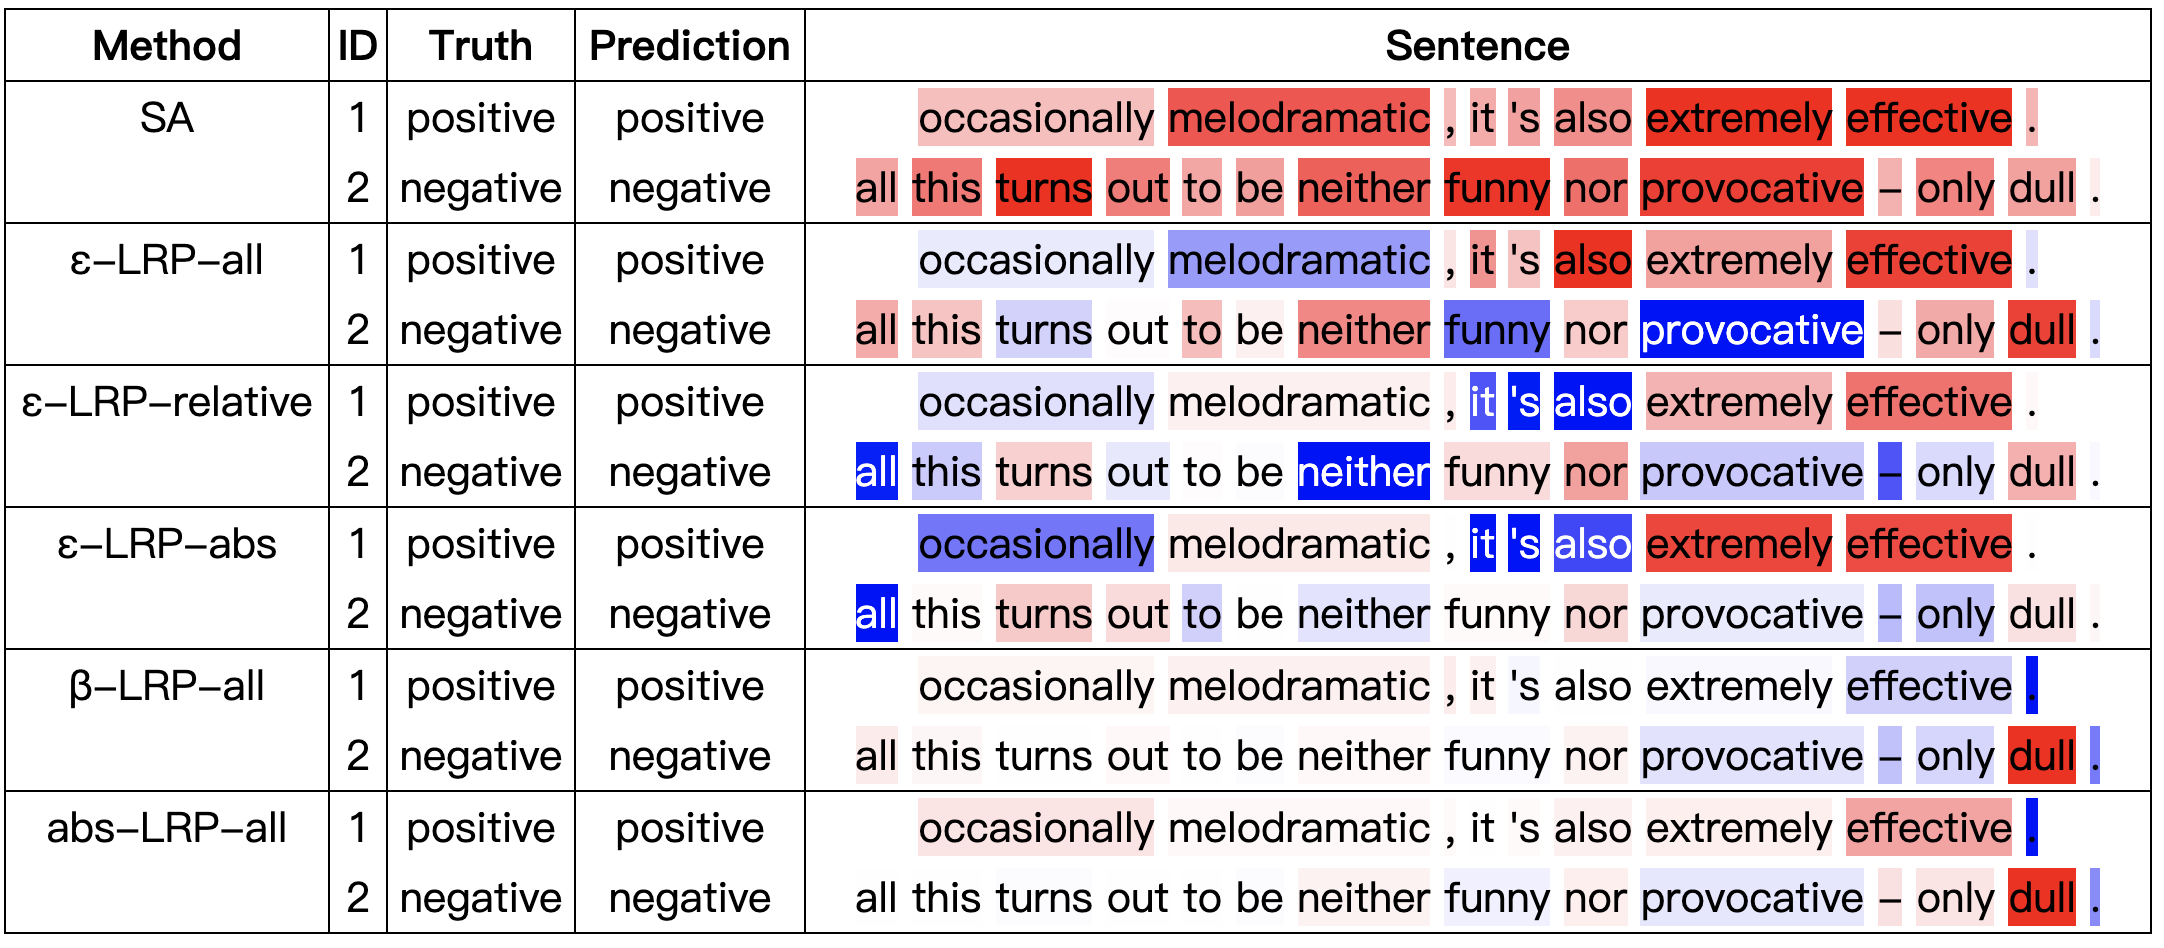 Method ID Truth Prediction Sentence
SA 1 positive positive occasionally melodramatic , it 's also extremely effective .
2 negative negative all this turns out to be neither funny nor provocative – only dull .
ε–LRP–all 1 positive positive occasionally melodramatic , it 's also extremely effective .
2 negative negative all this turns out to be neither funny nor provocative – only dull .
ε–LRP–relative 1 positive positive occasionally melodramatic , it 's also extremely effective .
2 negative negative all this turns out to be neither funny nor provocative – only dull .
ε–LRP–abs 1 positive positive occasionally melodramatic , it 's also extremely effective .
2 negative negative all this turns out to be neither funny nor provocative – only dull .
β–LRP–all 1 positive positive occasionally melodramatic , it 's also extremely effective .
2 negative negative all this turns out to be neither funny nor provocative – only dull .
abs–LRP–all 1 positive positive occasionally melodramatic , it 's also extremely effective .
2 negative negative all this turns out to be neither funny nor provocative – only dull .